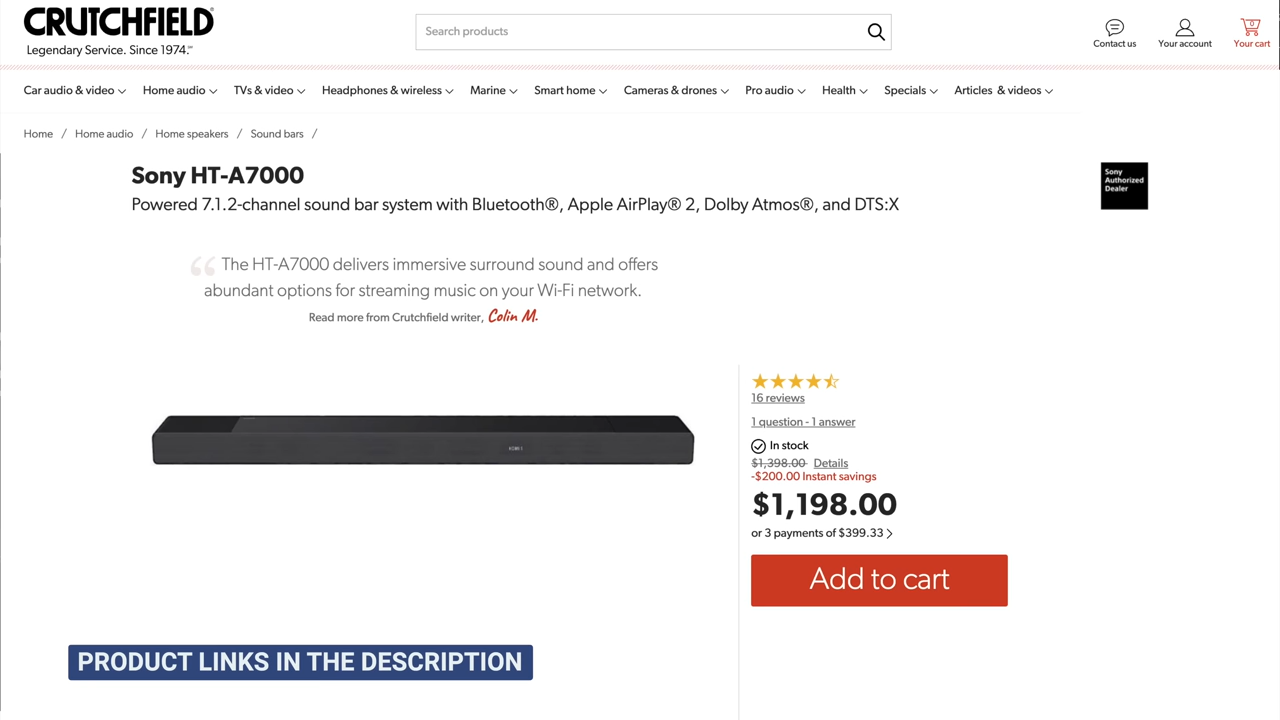 CRUTCHFIELD®
Legendary Service. Since 1974.℠
Search products
Contact us
Your account
0
Your cart
Car audio & video
Home audio
TVs & video
Headphones & wireless
Marine
Smart home
Cameras & drones
Pro audio
Health
Specials
Articles & videos
Home / Home audio / Home speakers / Sound bars /
Sony HT-A7000
Powered 7.1.2-channel sound bar system with Bluetooth®, Apple AirPlay® 2, Dolby Atmos®, and DTS:X
Sony
Authorized
Dealer
“ The HT-A7000 delivers immersive surround sound and offers
abundant options for streaming music on your Wi-Fi network.
Read more from Crutchfield writer, Colin M.
16 reviews
1 question - 1 answer
In stock
$1,398.00 Details
-$200.00 Instant savings
$1,198.00
or 3 payments of $399.33
Add to cart
PRODUCT LINKS IN THE DESCRIPTION